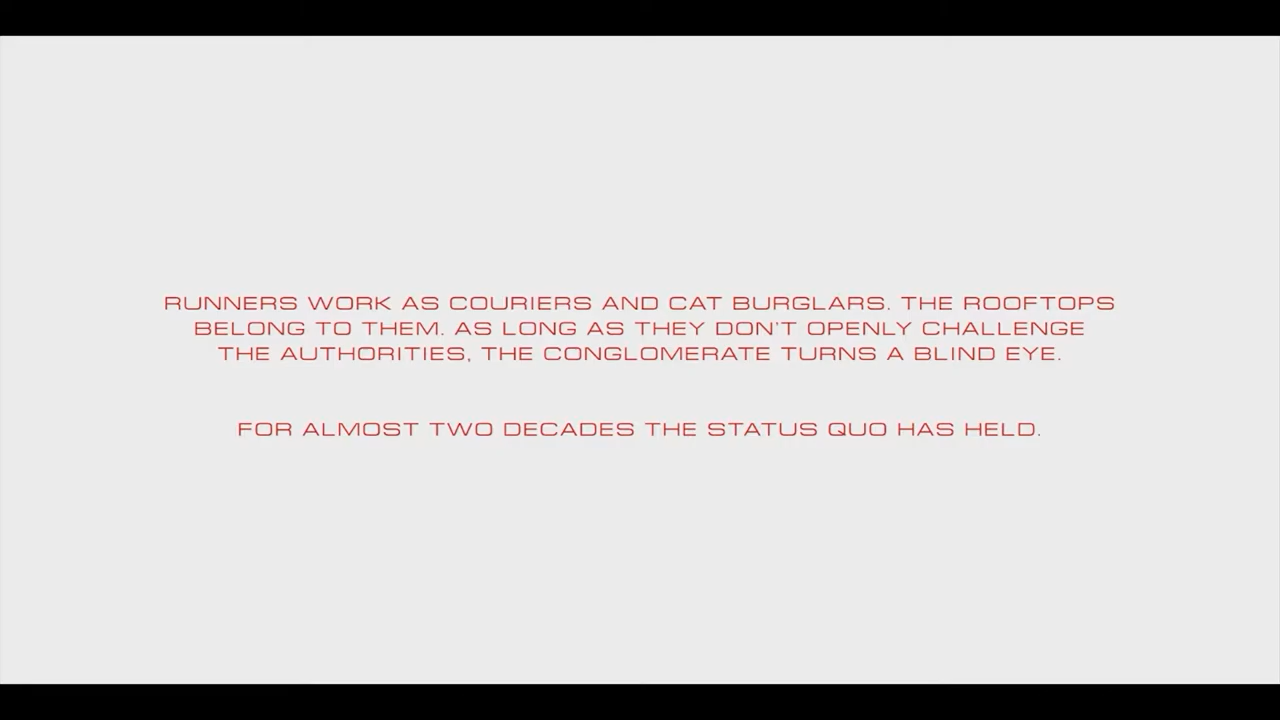 RUNNERS WORK AS COURIERS AND CAT BURGLARS. THE ROOFTOPS
BELONG TO THEM. AS LONG AS THEY DON'T OPENLY CHALLENGE
THE AUTHORITIES, THE CONGLOMERATE TURNS A BLIND EYE.
FOR ALMOST TWO DECADES THE STATUS QUO HAS HELD.